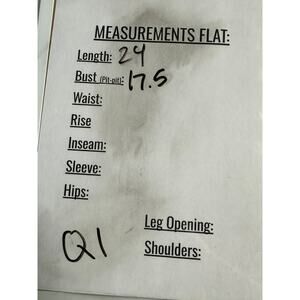 MEASUREMENTS FLAT:
Length: 24
Bust (Pit-pit): 17.5
Waist:
Rise
Inseam:
Sleeve:
Hips:
Leg Opening:
Q1 Shoulders: